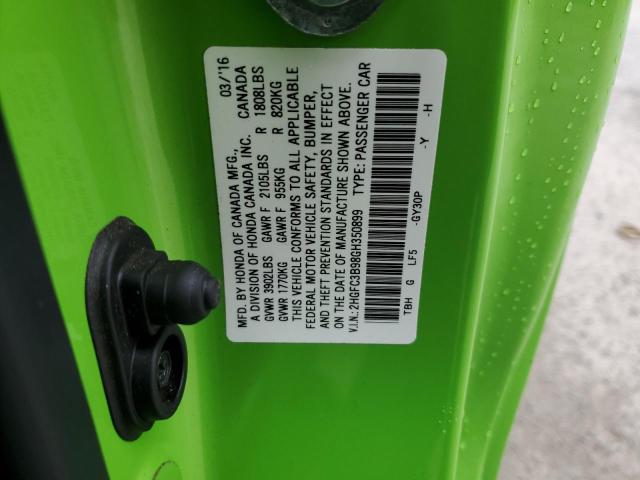 MFD. BY HONDA OF CANADA MFG., 03/'16
A DIVISION OF HONDA CANADA INC. CANADA
GVWR 3902LBS GAWR F 2105LBS R 1808LBS
GVWR 1770KG GAWR F 955KG R 820KG
THIS VEHICLE CONFORMS TO ALL APPLICABLE
FEDERAL MOTOR VEHICLE SAFETY, BUMPER,
AND THEFT PREVENTION STANDARDS IN EFFECT
ON THE DATE OF MANUFACTURE SHOWN ABOVE.
V.I.N.: 2HGFC3B98GH350899 TYPE: PASSENGER CAR
TBH G LF5 -GY30P -Y -H